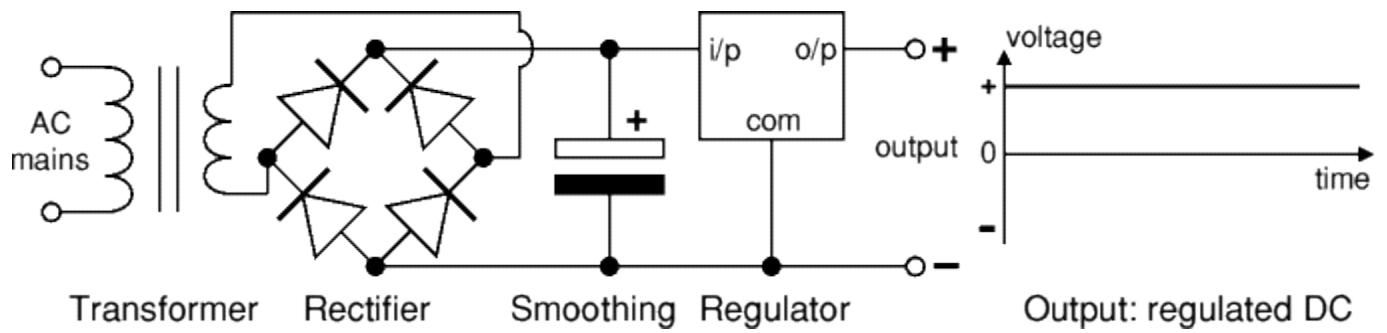 AC
mains
+
i/p o/p
com
+
−
output
voltage
+
0
-
time
Transformer Rectifier Smoothing Regulator Output: regulated DC